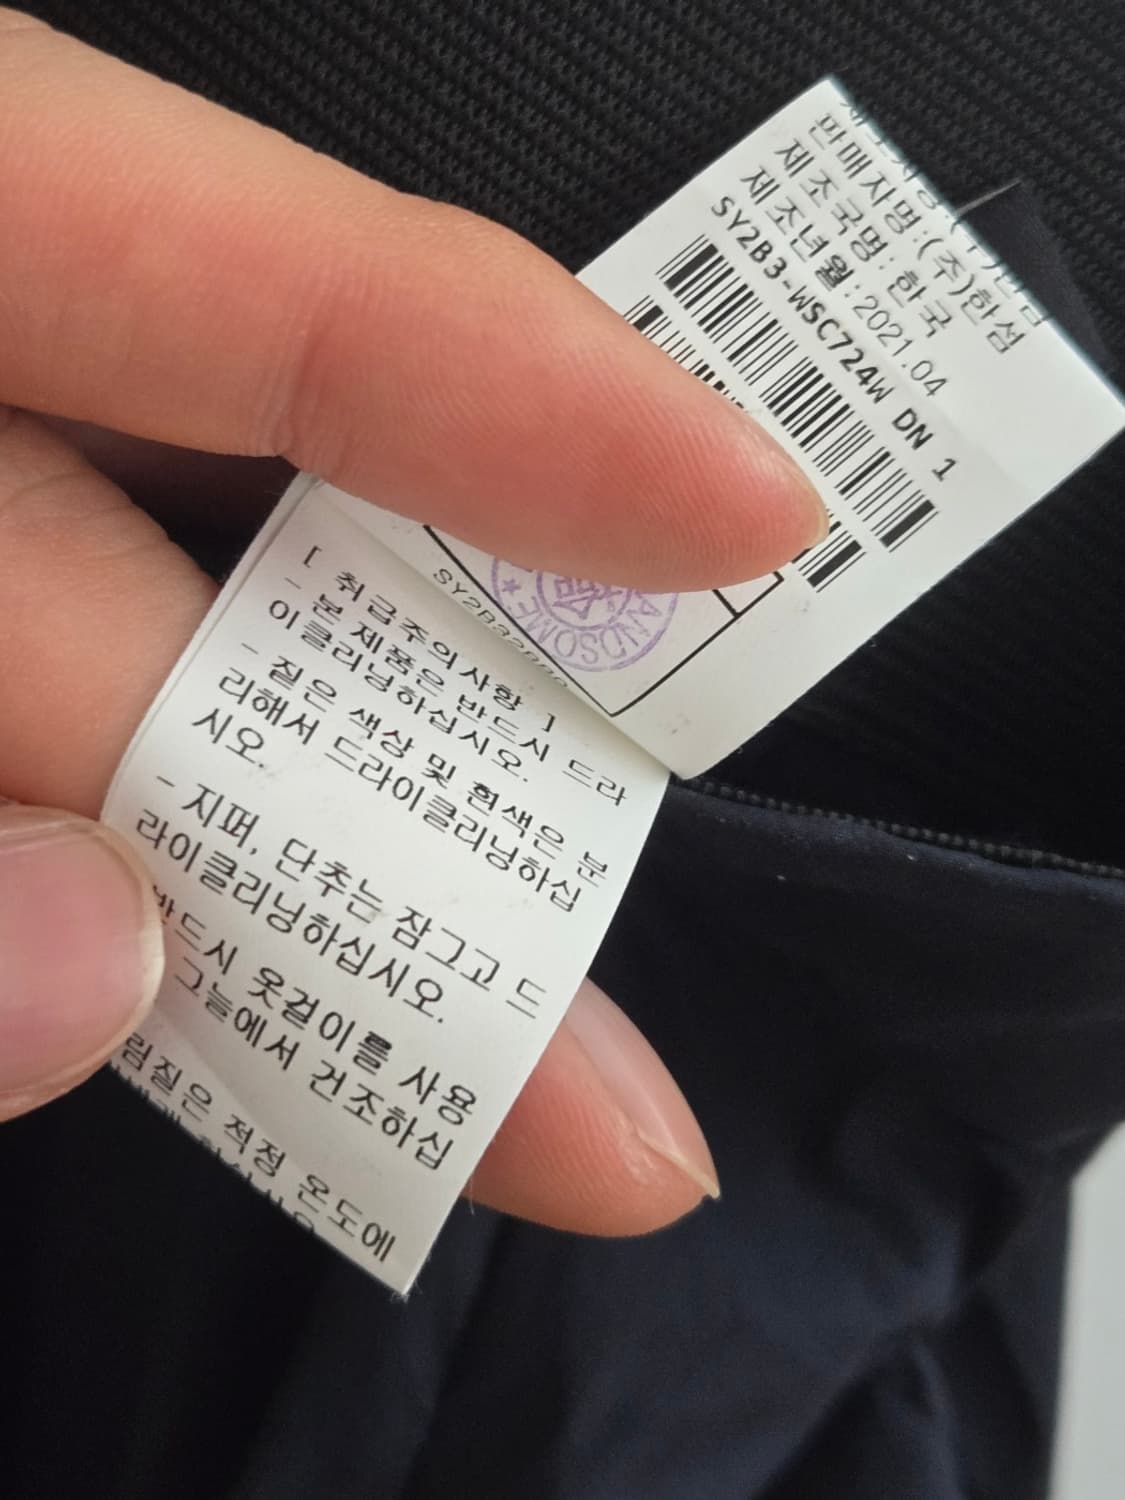 판매자명:(주)한섬
제조국명:한국
제조년월:2021.04
SY2B3-WSC724W DN 1
[ 취급주의사항 ]
- 본 제품은 반드시 드라
이클리닝하십시오.
- 짙은 색상 및 흰색은 분
리해서 드라이클리닝하십
시오.
- 지퍼, 단추는 잠그고 드
라이클리닝하십시오.
반드시 옷걸이를 사용
그늘에서 건조하십
림질은 적정 온도에